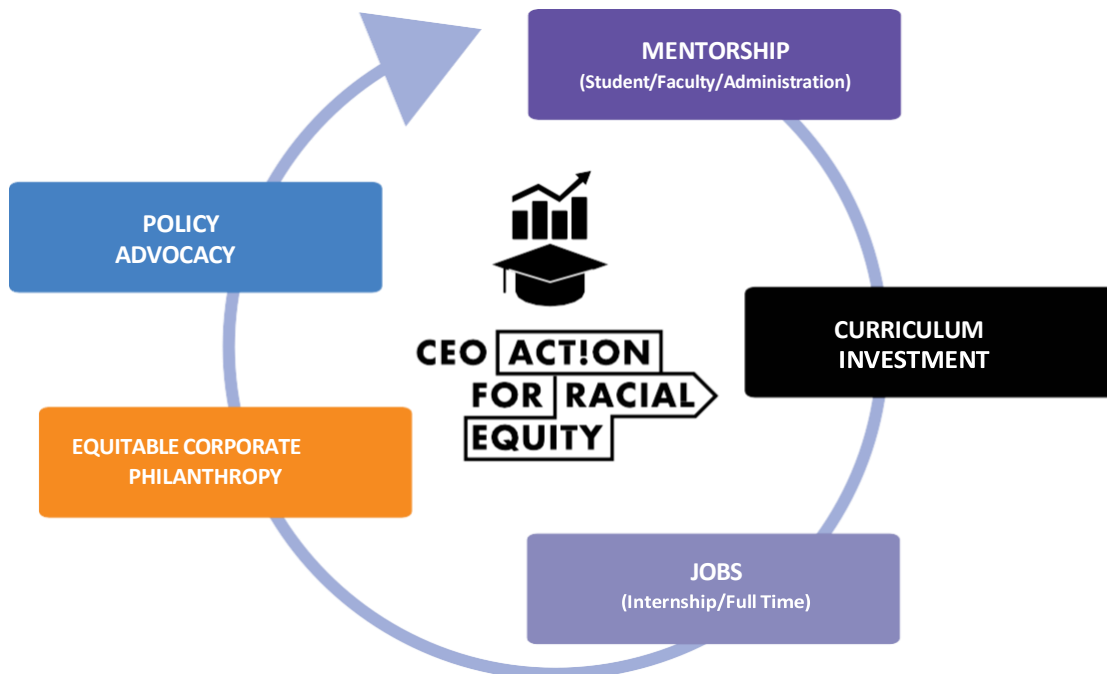 MENTORSHIP
(Student/Faculty/Administration)
POLICY
ADVOCACY
CURRICULUM
INVESTMENT
CEO ACT!ON
FOR RACIAL
EQUITY
EQUITABLE CORPORATE
PHILANTHROPY
JOBS
(Internship/Full Time)